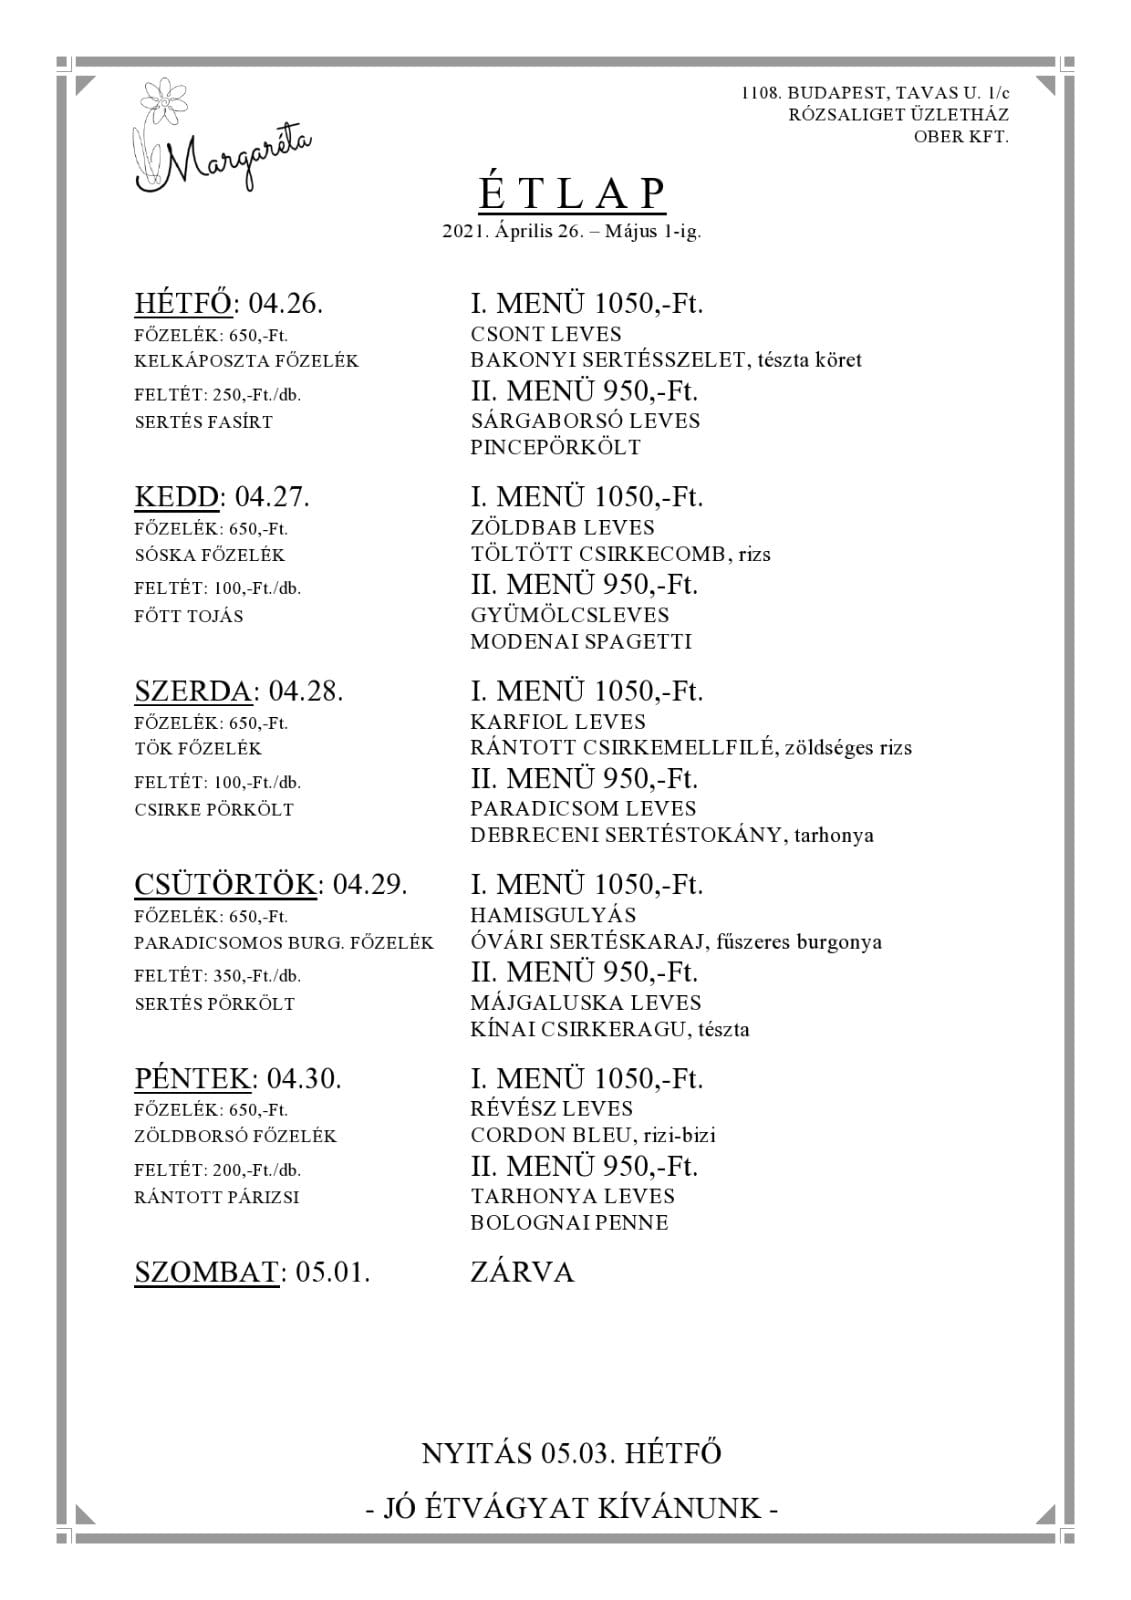 Margaréta
1108. BUDAPEST, TAVAS U. 1/c
RÓZSALIGET ÜZLETHÁZ
OBER KFT.
ÉTLAP
2021. Április 26. – Május 1-ig.
HÉTFŐ: 04.26.
FŐZELÉK: 650,-Ft.
KELKÁPOSZTA FŐZELÉK
FELTÉT: 250,-Ft./db.
SERTÉS FASÍRT
I. MENÜ 1050,-Ft.
CSONT LEVES
BAKONYI SERTÉSSZELET, tészta köret
II. MENÜ 950,-Ft.
SÁRGABORSÓ LEVES
PINCEPÖRKÖLT
KEDD: 04.27.
FŐZELÉK: 650,-Ft.
SÓSKA FŐZELÉK
FELTÉT: 100,-Ft./db.
FŐTT TOJÁS
I. MENÜ 1050,-Ft.
ZÖLDBAB LEVES
TÖLTÖTT CSIRKECOMB, rizs
II. MENÜ 950,-Ft.
GYÜMÖLCSLEVES
MODENAI SPAGETTI
SZERDA: 04.28.
FŐZELÉK: 650,-Ft.
TÖK FŐZELÉK
FELTÉT: 100,-Ft./db.
CSIRKE PÖRKÖLT
I. MENÜ 1050,-Ft.
KARFIOL LEVES
RÁNTOTT CSIRKEMELLFILÉ, zöldséges rizs
II. MENÜ 950,-Ft.
PARADICSOM LEVES
DEBRECENI SERTÉSTOKÁNY, tarhonya
CSÜTÖRTÖK: 04.29.
FŐZELÉK: 650,-Ft.
PARADICSOMOS BURG. FŐZELÉK
FELTÉT: 350,-Ft./db.
SERTÉS PÖRKÖLT
I. MENÜ 1050,-Ft.
HAMISGULYÁS
ÓVÁRI SERTÉSKARAJ, fűszeres burgonya
II. MENÜ 950,-Ft.
MÁJGALUSKA LEVES
KÍNAI CSIRKERAGU, tészta
PÉNTEK: 04.30.
FŐZELÉK: 650,-Ft.
ZÖLDBORSÓ FŐZELÉK
FELTÉT: 200,-Ft./db.
RÁNTOTT PÁRIZSI
I. MENÜ 1050,-Ft.
RÉVÉSZ LEVES
CORDON BLEU, rizi-bizi
II. MENÜ 950,-Ft.
TARHONYA LEVES
BOLOGNAI PENNE
SZOMBAT: 05.01.
ZÁRVA
NYITÁS 05.03. HÉTFŐ
- JÓ ÉTVÁGYAT KÍVÁNUNK -